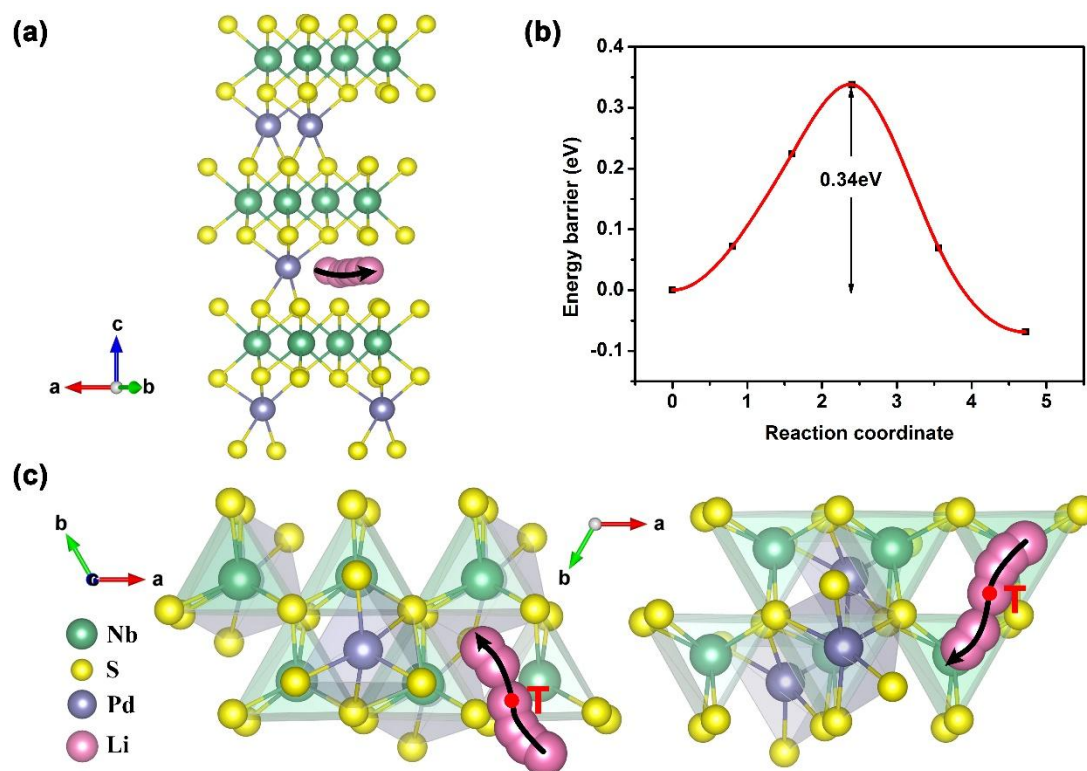 (a)
c
a
b
(b)
Energy barrier (eV)
0.4
0.3
0.2
0.1
0.0
-0.1
0.34eV
0
1
2
3
4
5
Reaction coordinate
(c)
b
c
a
Nb
S
Pd
Li
T
a
b
T